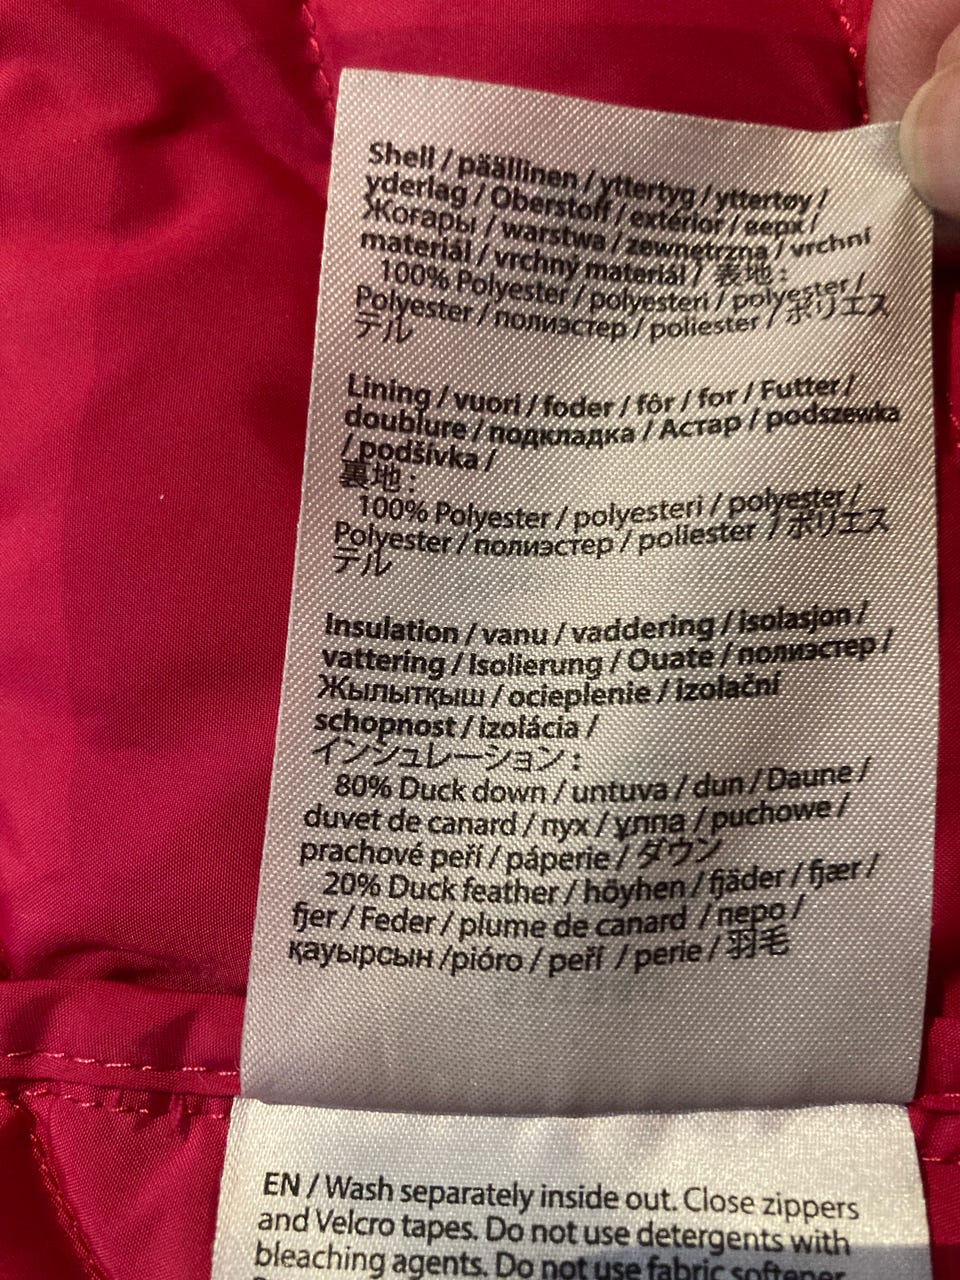 Shell / päällinen / yttertyg / yttertøy /
yderlag / Oberstoff / extérior / верх /
Жоғары / warstwa / zewnętrzna / vrchní
materiál / vrchný materiál / 表地 :
100% Polyester / polyesteri / polyester /
Polyester / полиэстер / poliester / ポリエス
テル
Lining / vuori / foder / fôr / for / Futter /
doublure / подкладка / Астар / podszewka
/ podšívka /
裏地 :
100% Polyester / polyesteri / polyester /
Polyester / полиэстер / poliester / ポリエス
テル
Insulation / vanu / vaddering / isolasjon /
vattering / Isolierung / Ouate / полиэстер /
Жылытқыш / ocieplenie / izolační
schopnost / izolácia /
インシュレーション :
80% Duck down / untuva / dun / Daune /
duvet de canard / пух / ұлпа / puchowe /
prachové peří / páperie / ダウン
20% Duck feather / höyhen / fjäder / fjær /
fjer / Feder / plume de canard / перо /
қауырсын /pióro / peří / perie / 羽毛
EN / Wash separately inside out. Close zippers
and Velcro tapes. Do not use detergents with
bleaching agents. Do not use fabric softener.